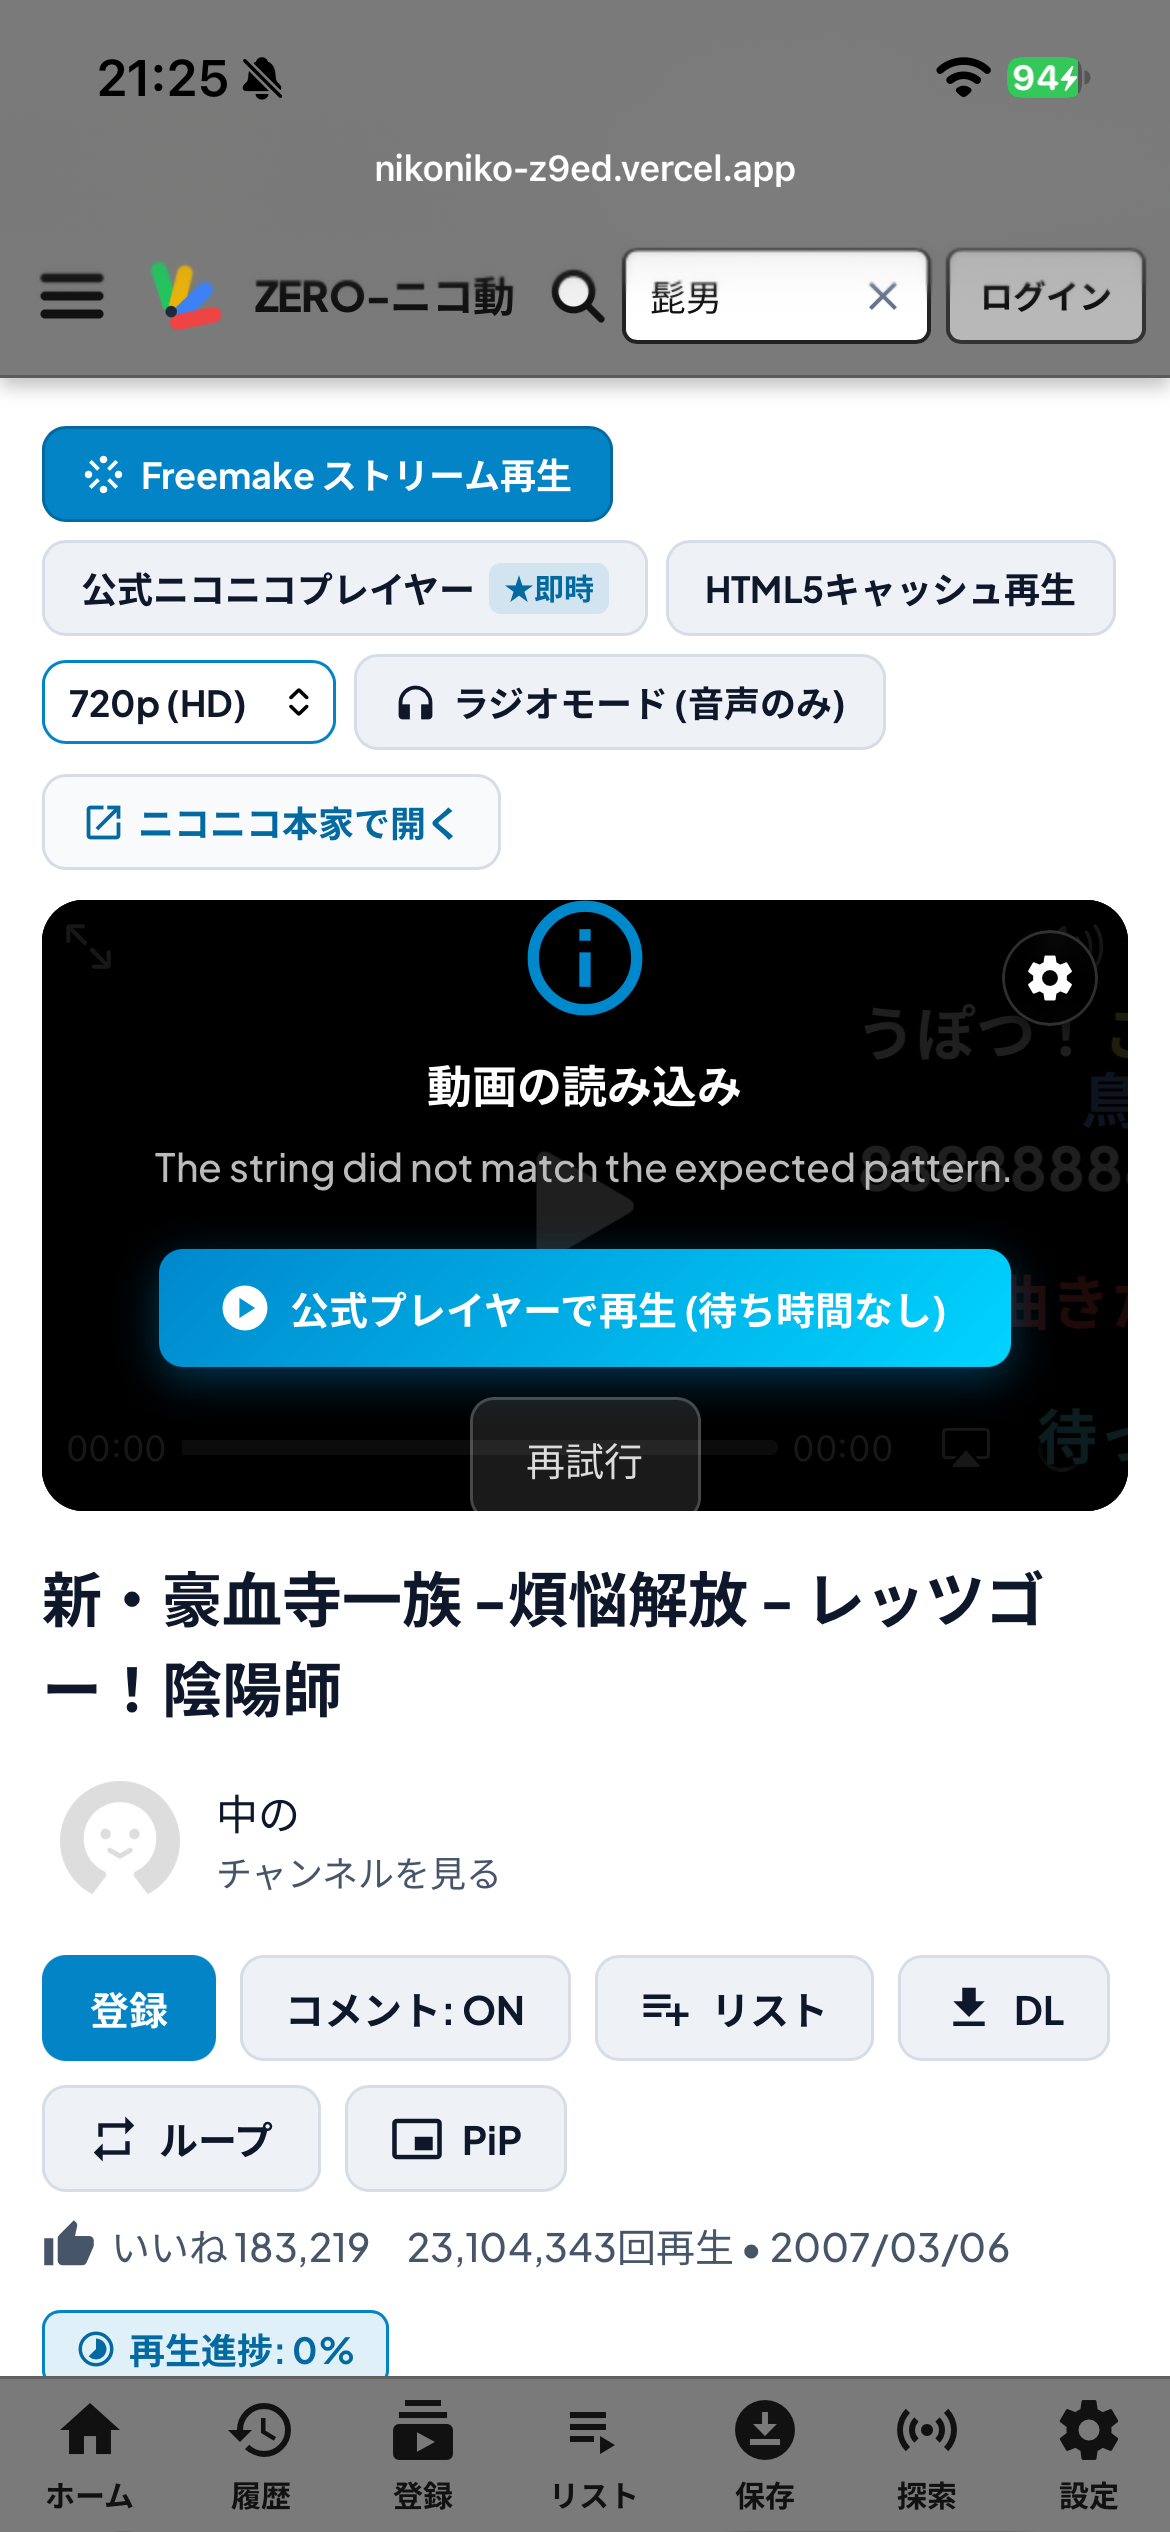 21:25
94
nikoniko-z9ed.vercel.app
ZERO-ニコ動
髭男
ログイン
Freemake ストリーム再生
公式ニコニコプレイヤー ★即時
HTML5キャッシュ再生
720p (HD)
ラジオモード (音声のみ)
ニコニコ本家で開く
うぽつ！
鳥
動画の読み込み
The string did not match the expected pattern.
公式プレイヤーで再生 (待ち時間なし)
曲き
待っ
00:00
再試行
00:00
新・豪血寺一族 -煩悩解放 - レッツゴ
ー！陰陽師
中の
チャンネルを見る
登録
コメント: ON
リスト
DL
ループ
PiP
いいね 183,219
23,104,343回再生 • 2007/03/06
再生進捗: 0%
ホーム
履歴
登録
リスト
保存
探索
設定